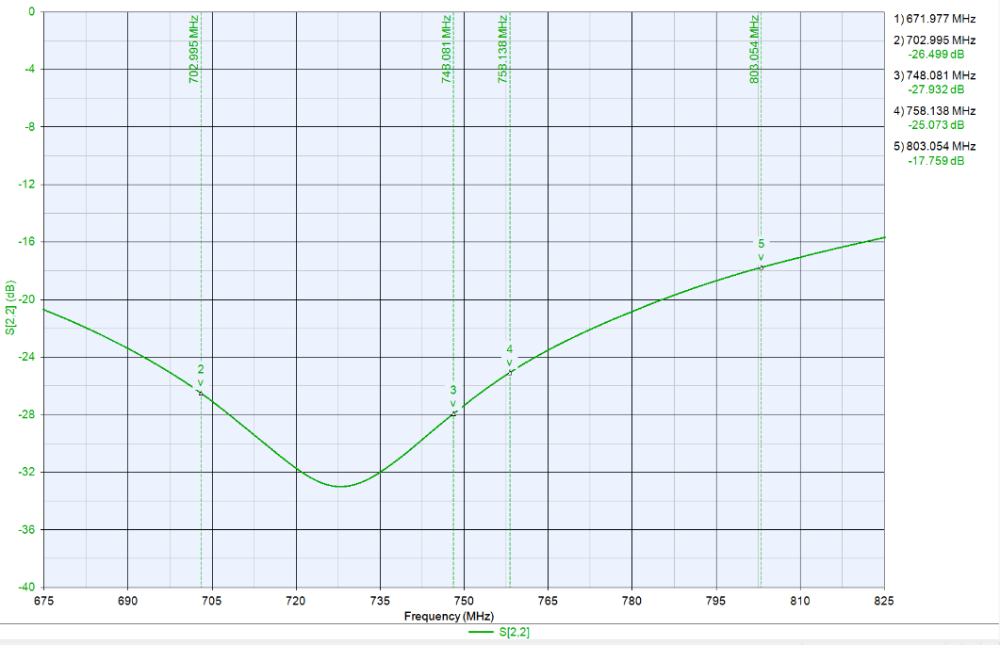 0
-4
-8
-12
-16
-20
-24
-28
-32
-36
-40
S[2,2] (dB)
702.995 MHz
748.081 MHz
758.138 MHz
803.054 MHz
2
v
3
v
4
v
5
v
675 690 705 720 735 750 765 780 795 810 825
Frequency (MHz)
S[2,2]
1) 671.977 MHz
2) 702.995 MHz
-26.499 dB
3) 748.081 MHz
-27.932 dB
4) 758.138 MHz
-25.073 dB
5) 803.054 MHz
-17.759 dB